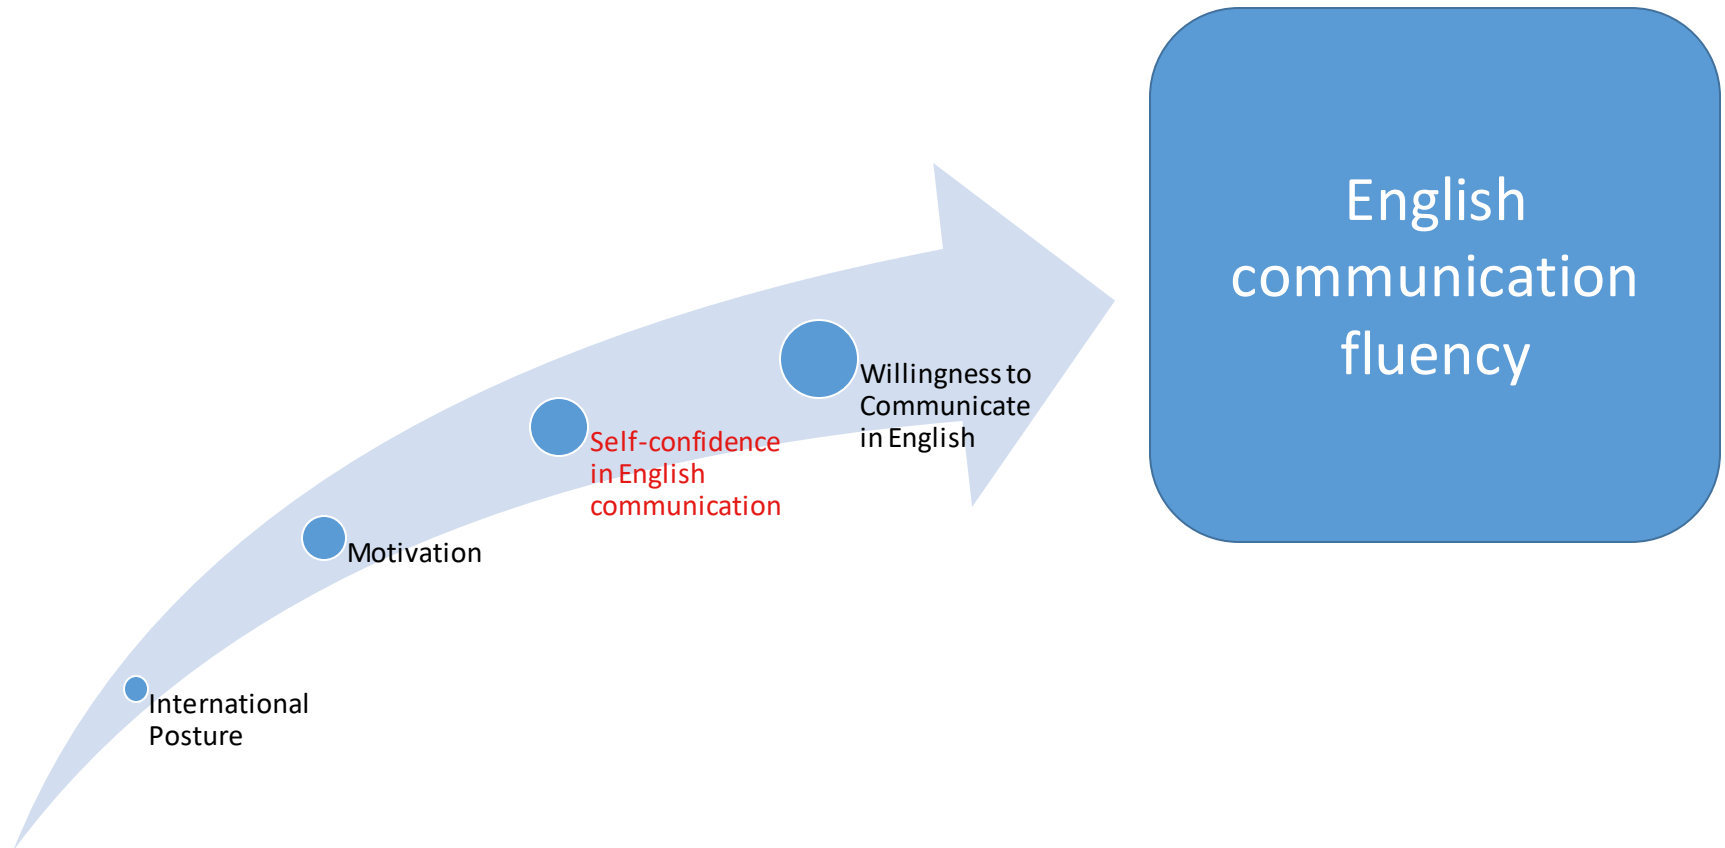 English
communication
fluency
Willingness to
Communicate
in English
Self-confidence
in English
communication
Motivation
International
Posture